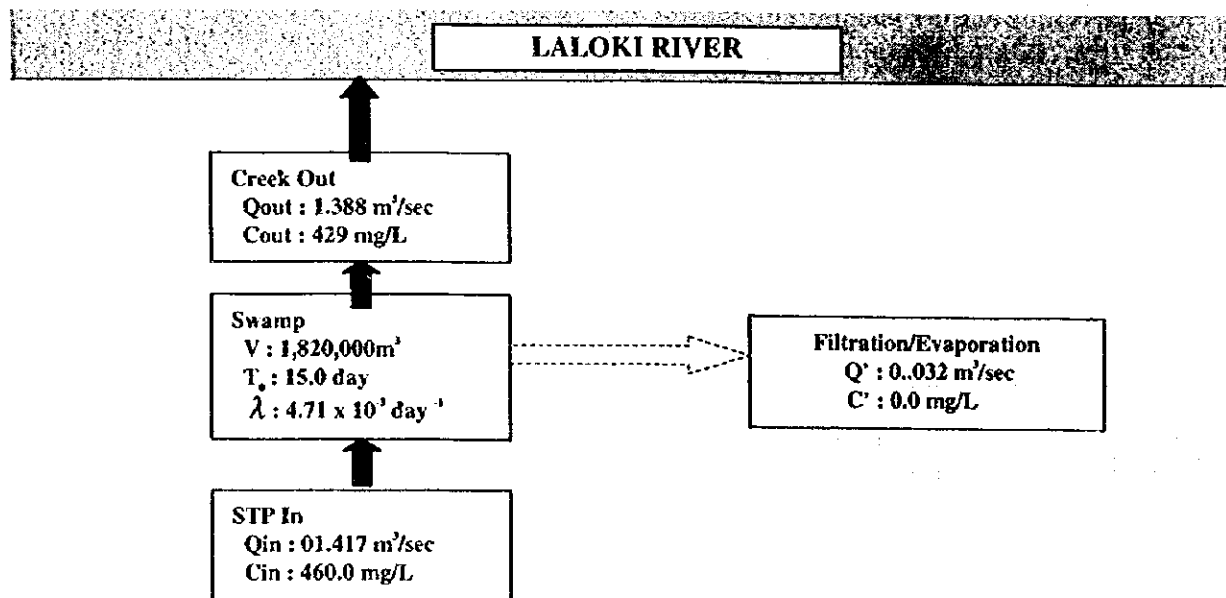 LALOKI RIVER
Creek Out
Qout : 1.388 m³/sec
Cout : 429 mg/L
Swamp
V : 1,820,000m³
T₀ : 15.0 day
λ : 4.71 x 10⁻³ day ⁻¹
Filtration/Evaporation
Q' : 0..032 m³/sec
C' : 0.0 mg/L
STP In
Qin : 01.417 m³/sec
Cin : 460.0 mg/L